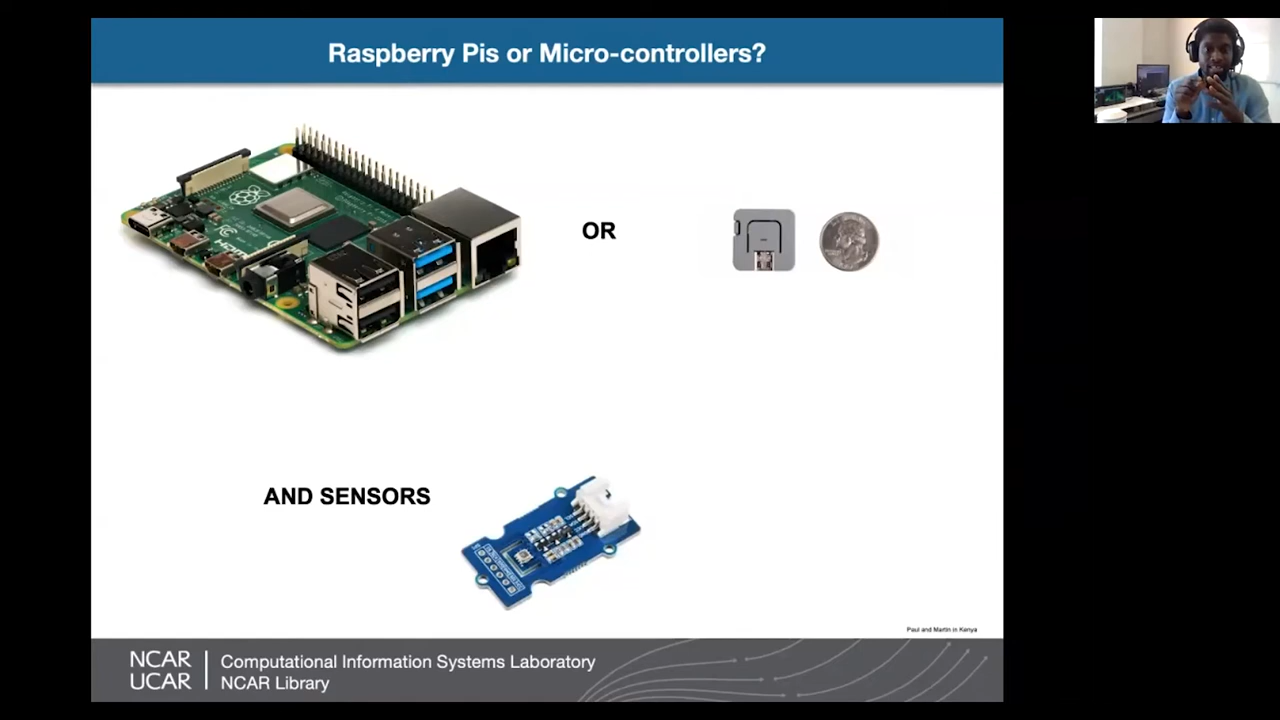 Raspberry Pis or Micro-controllers?
OR
AND SENSORS
Paul and Martin in Kenya
NCAR
UCAR
Computational Information Systems Laboratory
NCAR Library